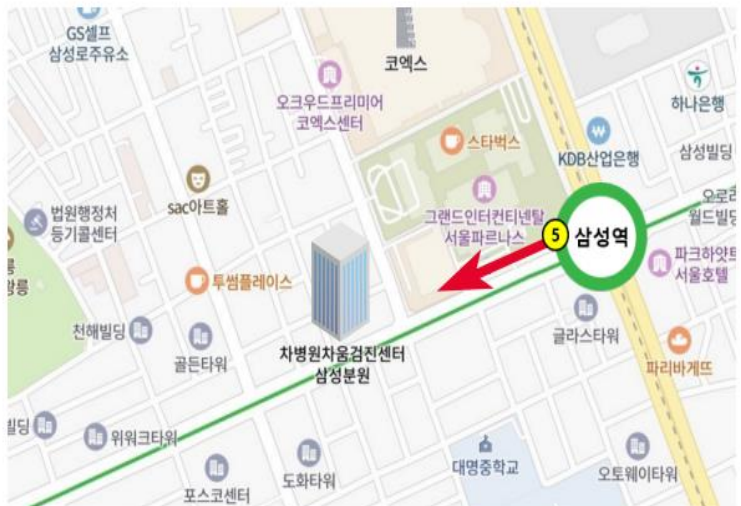 GS셀프
삼성로주유소
코엑스
하나은행
오크우드프리미어
코엑스센터
스타벅스
KDB산업은행
삼성빌딩
sac아트홀
법원행정처
등기콜센터
그랜드인터컨티넨탈
서울파르나스
5
삼성역
월드빌딩
파크하얏트
서울호텔
투썸플레이스
천해빌딩
골든타워
차병원차움검진센터
삼성분원
글라스타워
파리바게뜨
빌딩
위워크타워
포스코센터
도화타워
대명중학교
오토웨이타워